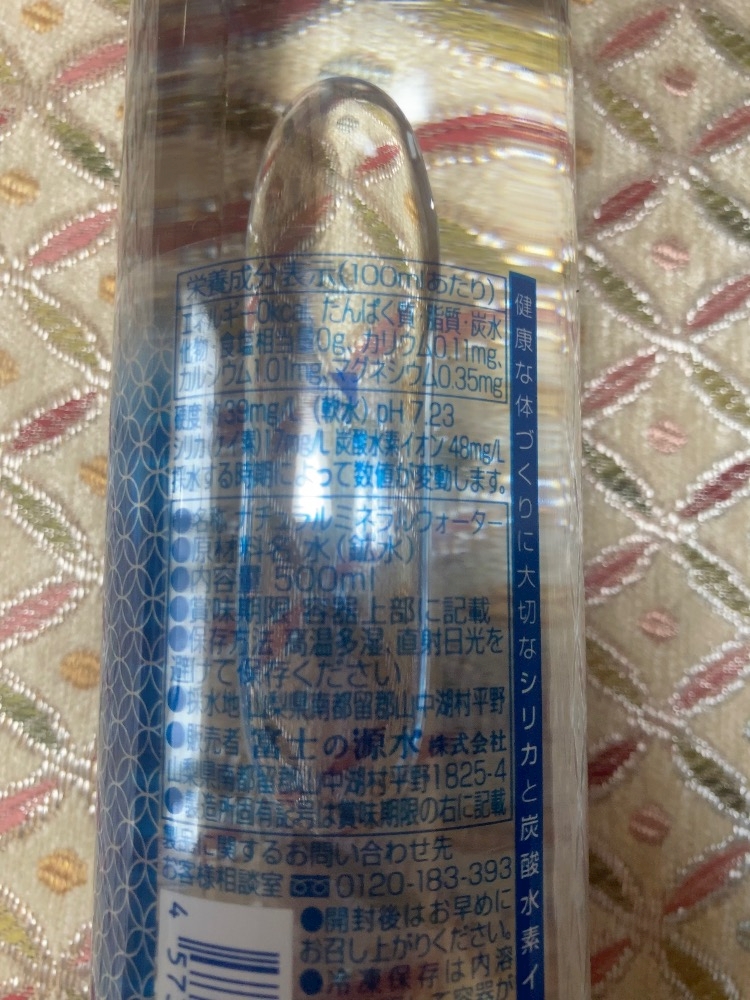 栄養成分表示(100mlあたり)
エネルギー0kcal、たんぱく質・脂質・炭水
化物・食塩相当量0g、カリウム0.11mg、
カルシウム1.01mg、マグネシウム0.35mg
硬度 約39mg/L (軟水) pH 7.23
シリカ(ケイ素)17mg/L 炭酸水素イオン 48mg/L
採水する時期によって数値が変動します。
●名称 ナチュラルミネラルウォーター
●原材料名 水(鉱水)
●内容量 500ml
●賞味期限 容器上部に記載
●保存方法 高温多湿、直射日光を
避けて保存ください
●採水地 山梨県南都留郡山中湖村平野
●販売者 富士の源水 株式会社
山梨県南都留郡山中湖村平野1825-4
●製造所固有記号は賞味期限の右に記載
製品に関するお問い合わせ先
お客様相談室 0120-183-393
●開封後はお早めに
お召し上がりください。
●冷凍保存は内溶
健康な体づくりに大切なシリカと炭酸水素イ
4 573